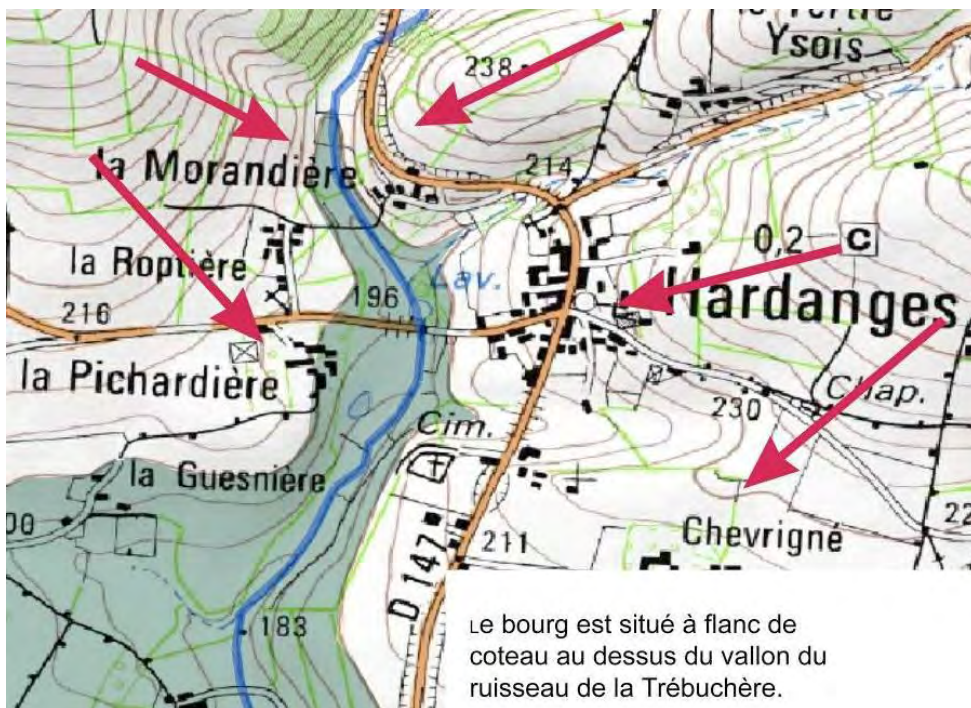 Ysois
238
la Morandière
214
0,2 C
la Roptière
Lav.
196
Hardanges
216
la Pichardière
Chap.
230
Cim.
la Guesnière
Chevrigné
211
D 147
183
Le bourg est situé à flanc de
coteau au dessus du vallon du
ruisseau de la Trébuchère.